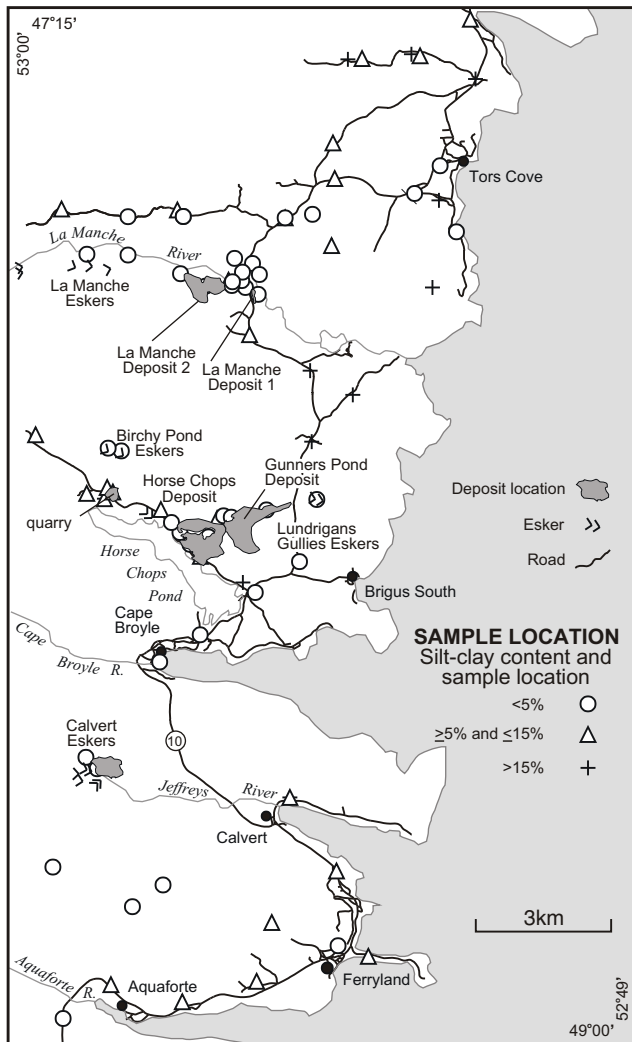 47°15'
53°00'
Tors Cove
La Manche
River
La Manche
Eskers
La Manche
Deposit 2
La Manche
Deposit 1
Birchy Pond
Eskers
Gunners Pond
Deposit
Horse Chops
Deposit
quarry
Lundrigans
Gullies Eskers
Horse
Chops
Pond
Brigus South
Cape
Broyle
Cape
Broyle R.
Deposit location
Esker
Road
SAMPLE LOCATION
Silt-clay content and
sample location
<5%
≥5% and ≤15%
>15%
Calvert
Eskers
10
Jeffreys
River
Calvert
3km
Aquaforte
R.
Aquaforte
Ferryland
52°49'
49°00'